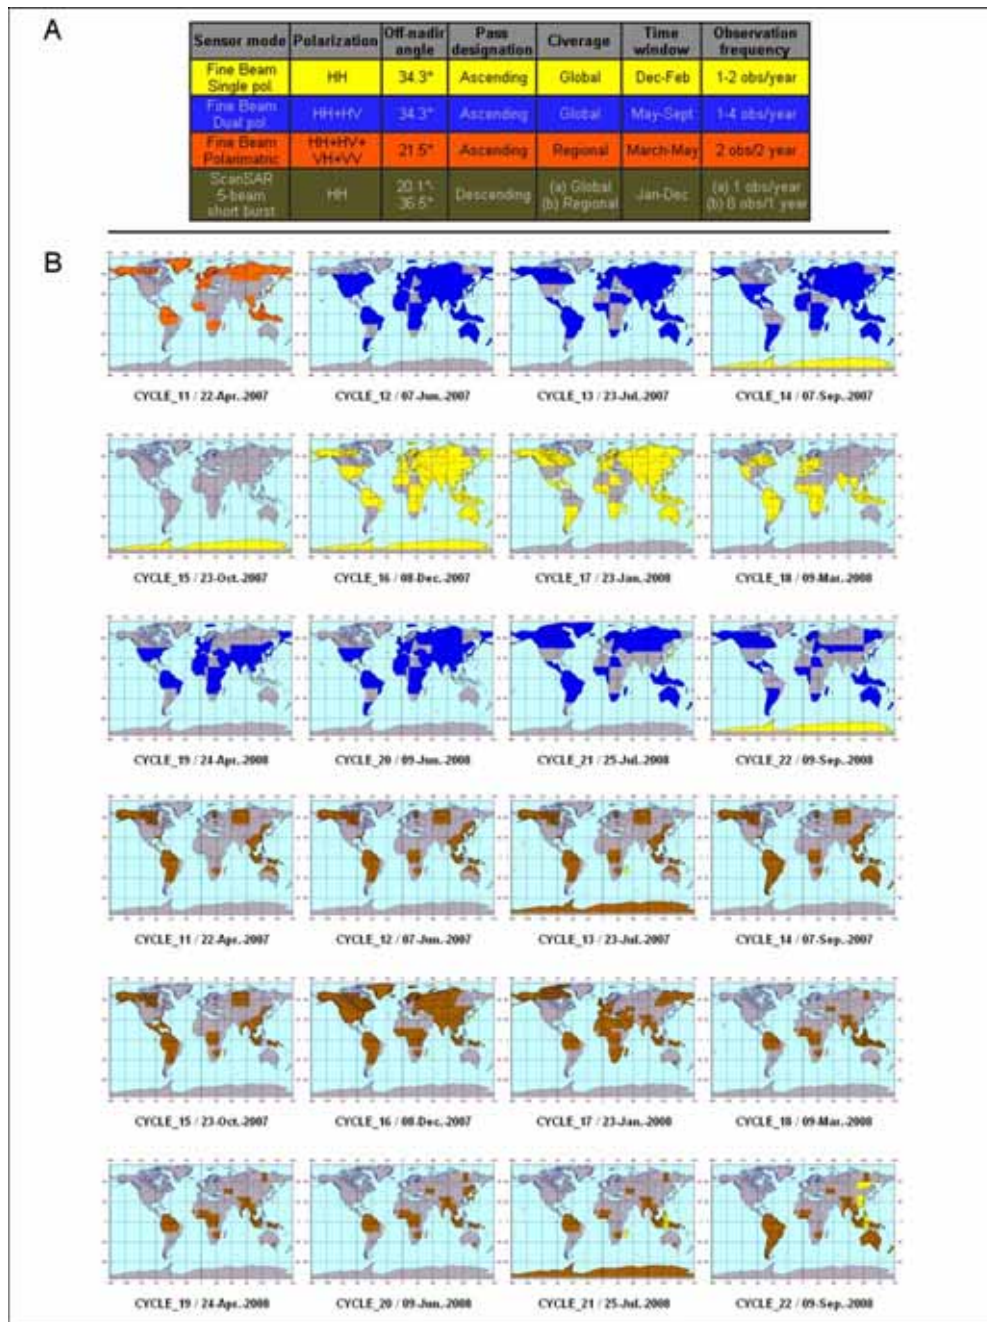 A
Sensor mode Polarization Off-nadir angle Pass designation Civerage Time window Observation frequency
Fine Beam Single pol. HH 34.3° Ascending Global Dec-Feb 1-2 obs/year
Fine Beam Dual pol. HH+HV 34.3° Ascending Global May-Sept 1-4 obs/year
Fine Beam Polarimatric HH+HV+ VH+VV 21.5° Ascending Regional March-May 2 obs/2 year
ScanSAR 5-beam short burst HH 20.1°- 36.5° Descending (a) Global (b) Regional Jan-Dec (a) 1 obs/year (b) 8 obs/1 year
B
CYCLE_11 / 22-Apr.-2007 CYCLE_12 / 07-Jun.-2007 CYCLE_13 / 23-Jul.-2007 CYCLE_14 / 07-Sep.-2007
CYCLE_15 / 23-Oct.-2007 CYCLE_16 / 08-Dec.-2007 CYCLE_17 / 23-Jan.-2008 CYCLE_18 / 09-Mar.-2008
CYCLE_19 / 24-Apr.-2008 CYCLE_20 / 09-Jun.-2008 CYCLE_21 / 25-Jul.-2008 CYCLE_22 / 09-Sep.-2008
CYCLE_11 / 22-Apr.-2007 CYCLE_12 / 07-Jun.-2007 CYCLE_13 / 23-Jul.-2007 CYCLE_14 / 07-Sep.-2007
CYCLE_15 / 23-Oct.-2007 CYCLE_16 / 08-Dec.-2007 CYCLE_17 / 23-Jan.-2008 CYCLE_18 / 09-Mar.-2008
CYCLE_19 / 24-Apr.-2008 CYCLE_20 / 09-Jun.-2008 CYCLE_21 / 25-Jul.-2008 CYCLE_22 / 09-Sep.-2008